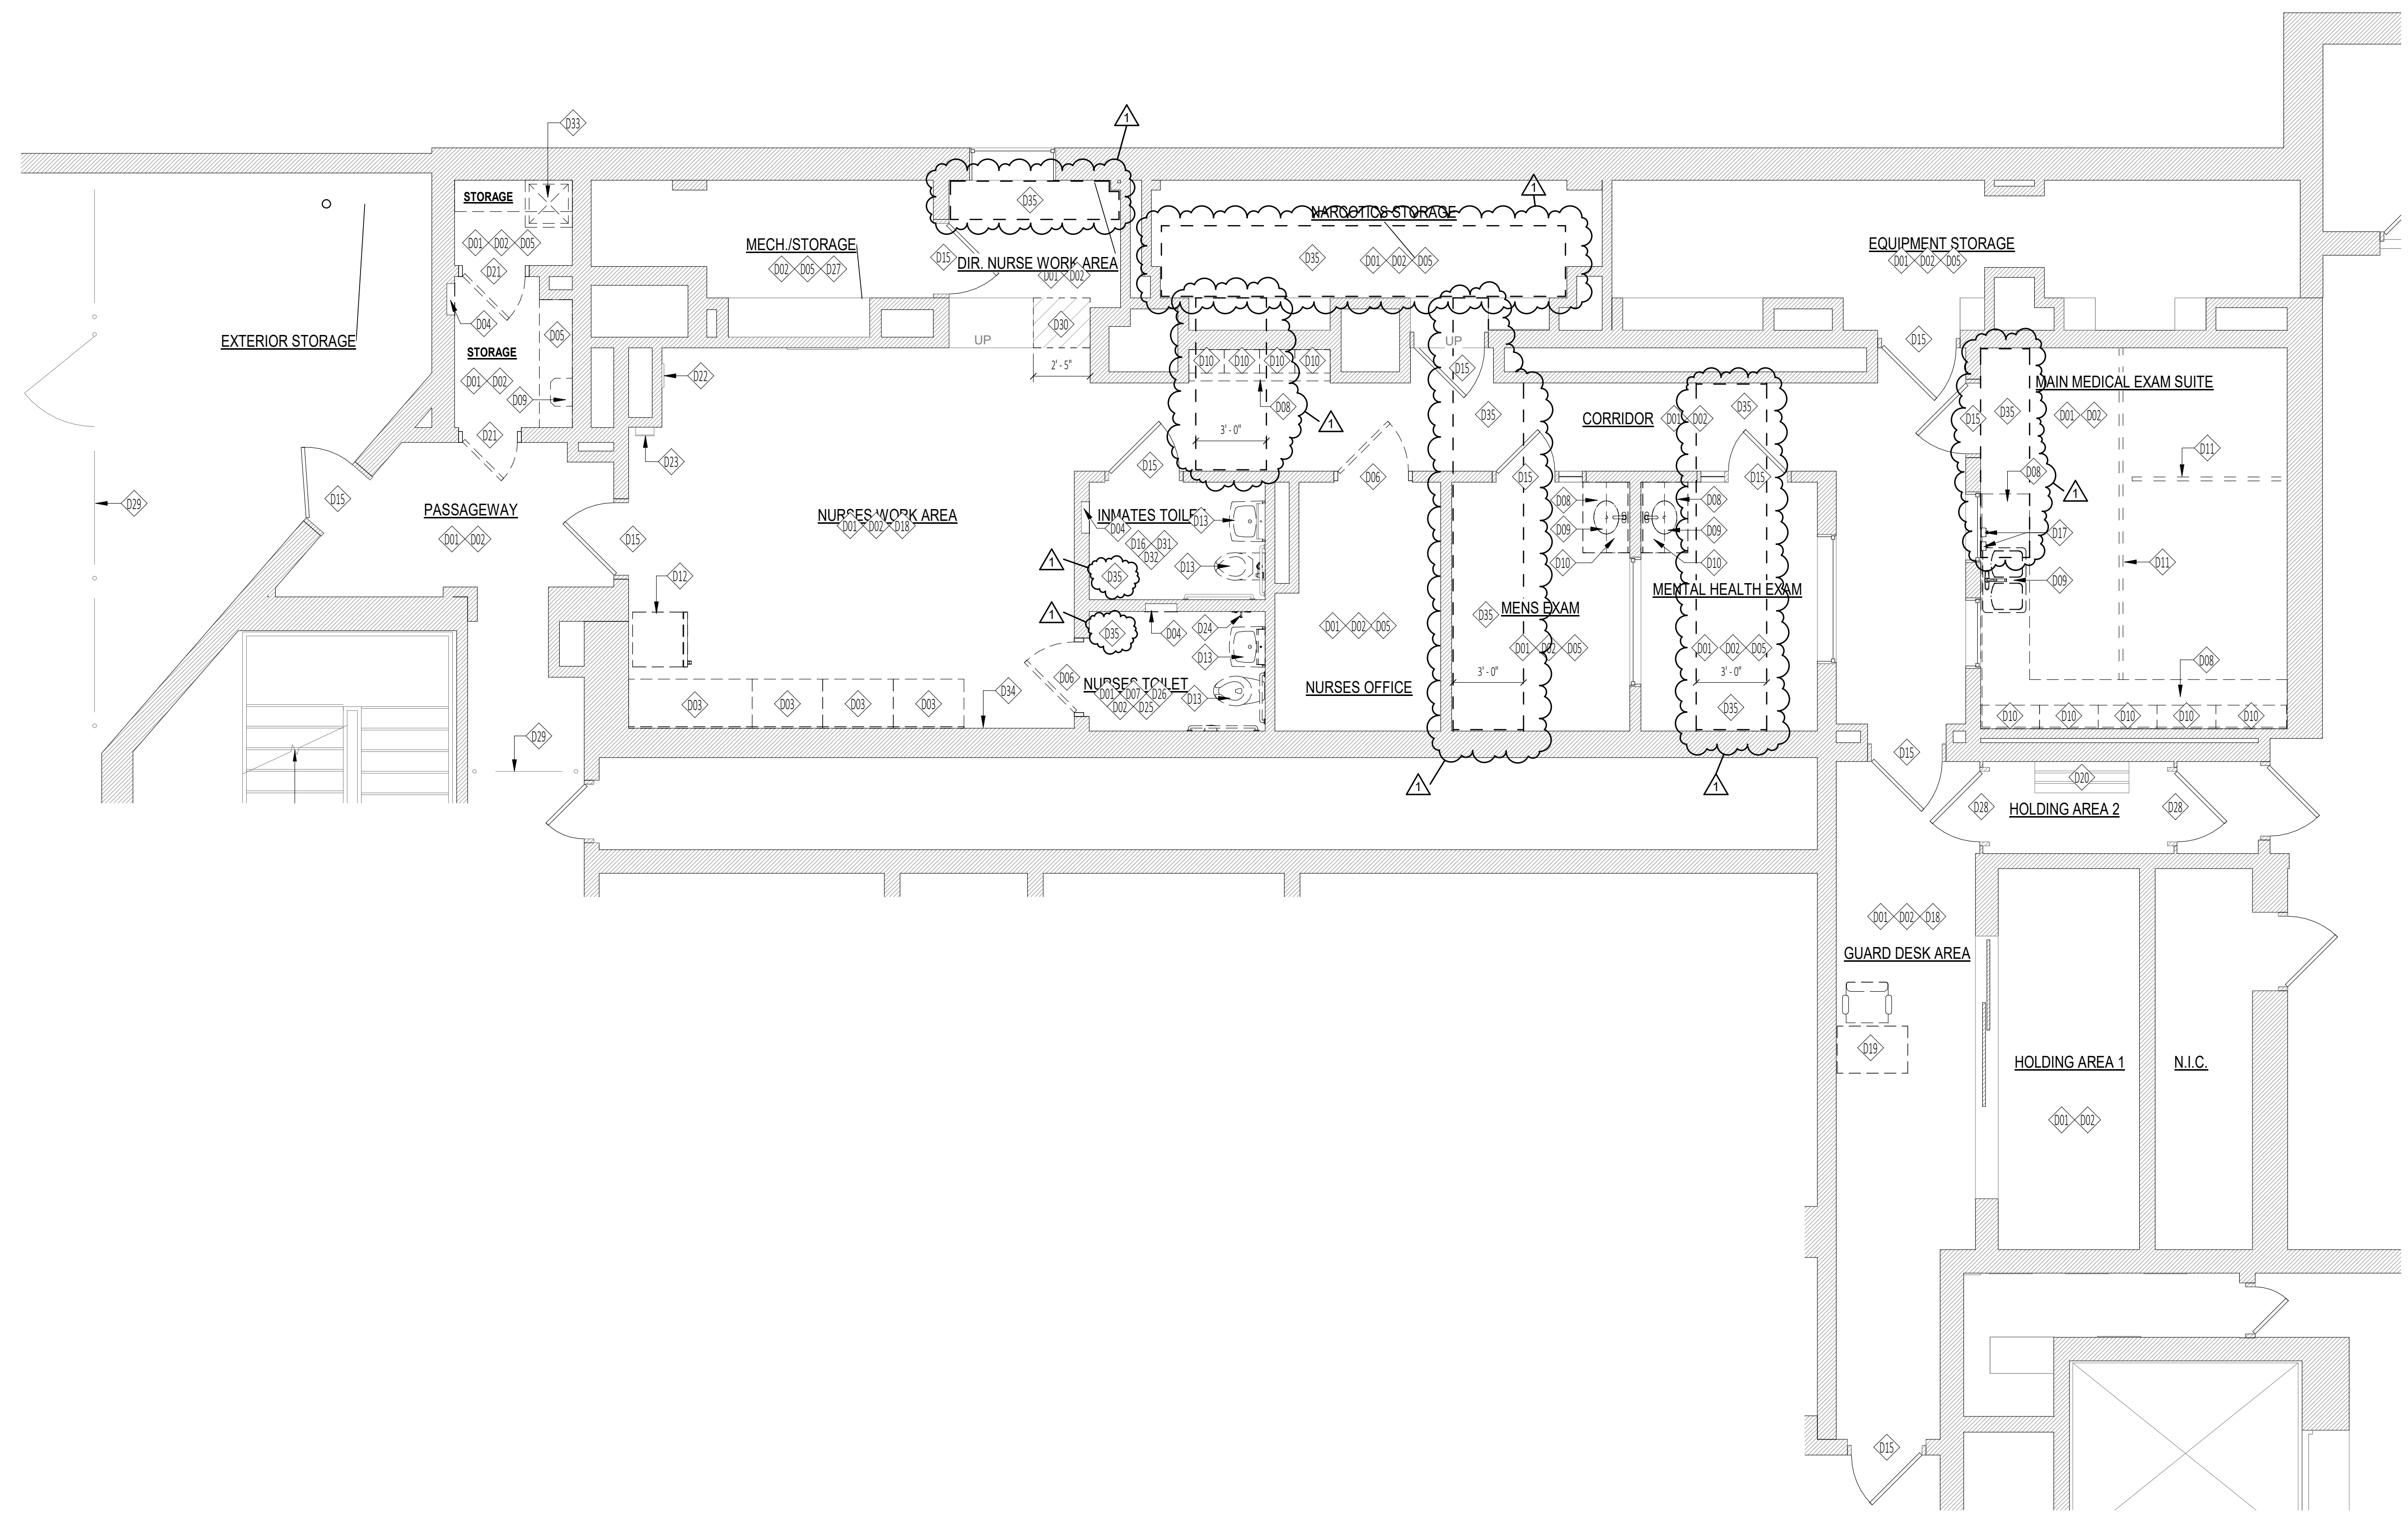 1
D33
STORAGE
D01 D02 D05
D21
D04
D05
STORAGE
D01 D02
D09
D21
EXTERIOR STORAGE
D29
D15
PASSAGEWAY
D01 D02
D29
MECH./STORAGE
D02 D05 D27
D35
D15
DIR. NURSE WORK AREA
D01 D02
D30
UP
2' - 5"
D22
D23
D15
D12
NURSES WORK AREA
D01 D02 D18
D03 D03 D03 D03
D34
1
NARCOTICS STORAGE
D35
D01 D02 D05
D10 D10 D10 D10
D08
3' - 0"
1
D15
INMATES TOILET
D04
D13
D16 D31
D32
D13
1
D35
1
D35
D04
D24
D13
D06
NURSES TOILET
D01 D07 D26
D02 D25
D13
D06
D01 D02 D05
NURSES OFFICE
UP
D15
D35
D15
D35
MENS EXAM
D01 D02 D05
3' - 0"
1
D08
D09
D10
CORRIDOR
D01 D02
D35
D15
D08
D09
D10
MENTAL HEALTH EXAM
D01 D02 D05
3' - 0"
D35
1
EQUIPMENT STORAGE
D01 D02 D05
D15
D15
D35
MAIN MEDICAL EXAM SUITE
D01 D02
D11
D08
1
D17
D11
D09
D08
D10 D10 D10 D10 D10
D15
D20
D28
HOLDING AREA 2
D28
D01 D02 D18
GUARD DESK AREA
D19
HOLDING AREA 1
D01 D02
N.I.C.
D15